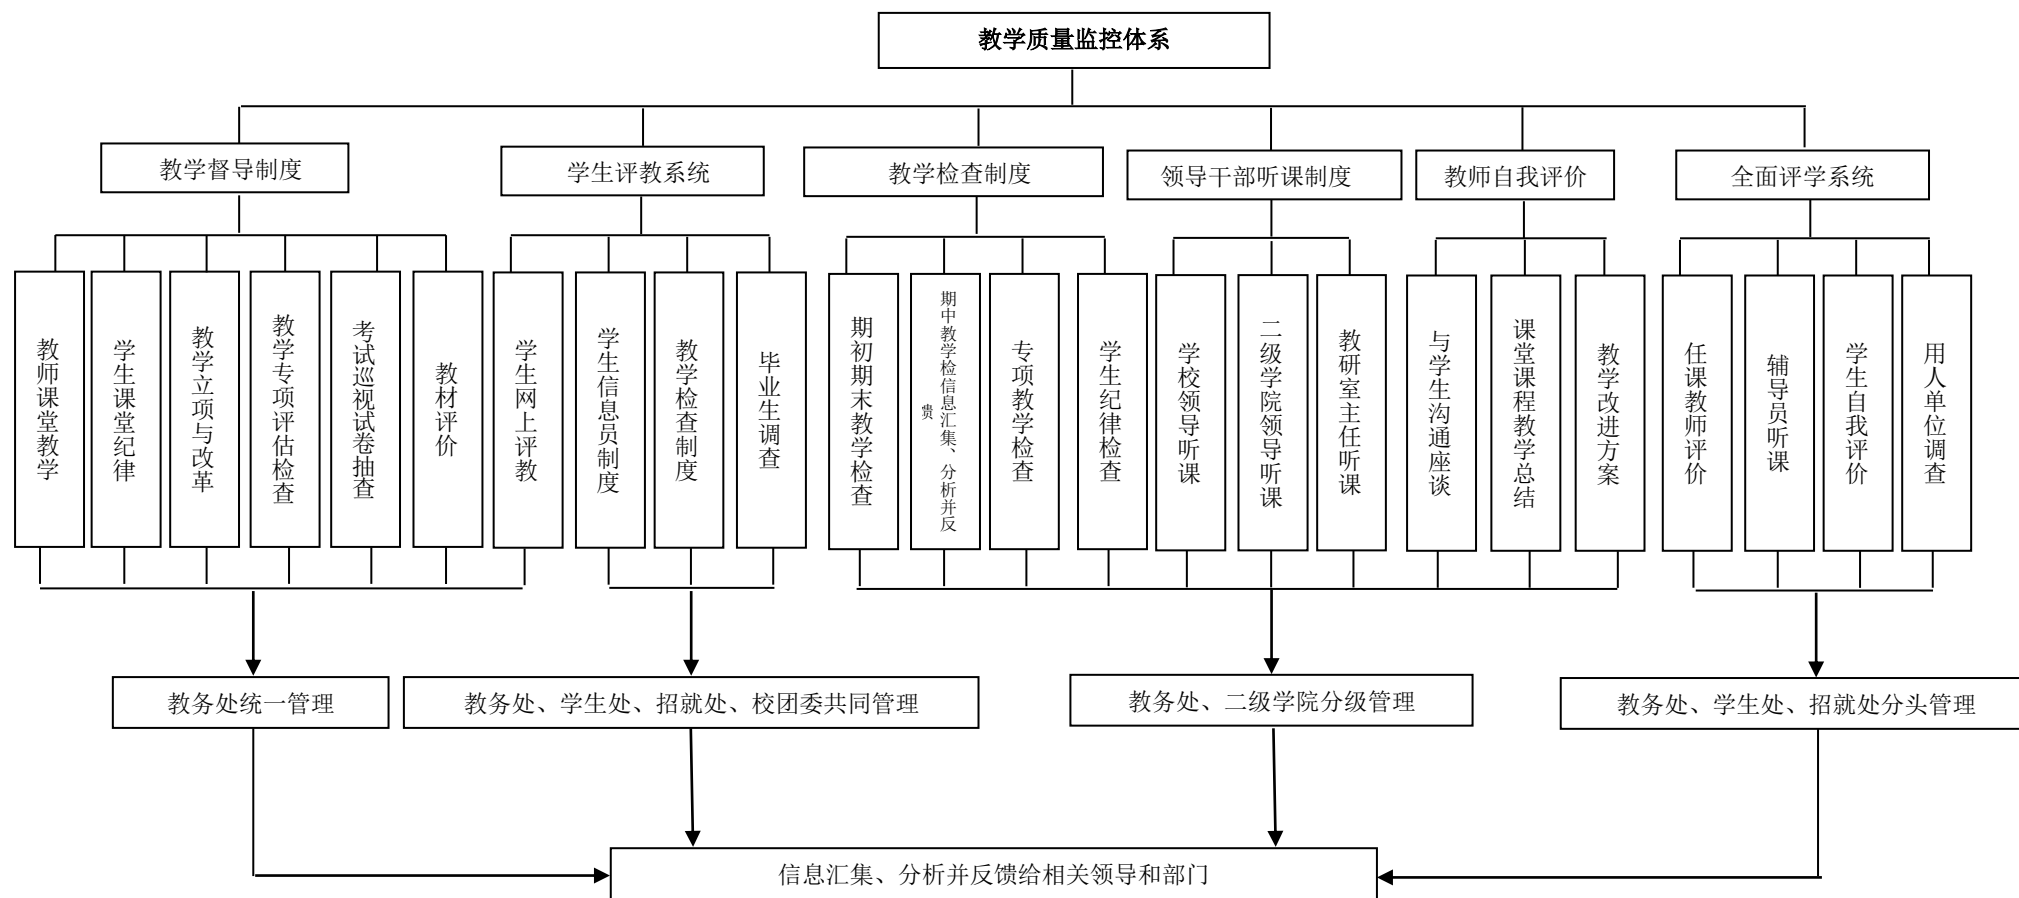 教学质量监控体系
教学督导制度
学生评教系统
教学检查制度
领导干部听课制度
教师自我评价
全面评学系统
教师课堂教学
学生课堂纪律
教学立项与改革
教学专项评估检查
考试巡视试卷抽查
教材评价
学生网上评教
学生信息员制度
教学检查制度
毕业生调查
期初期末教学检查
期中教学检信息汇集、分析并反
专项教学检查
学生纪律检查
学校领导听课
二级学院领导听课
教研室主任听课
与学生沟通座谈
课堂课程教学总结
教学改进方案
任课教师评价
辅导员听课
学生自我评价
用人单位调查
教务处统一管理
教务处、学生处、招就处、校团委共同管理
教务处、二级学院分级管理
教务处、学生处、招就处分头管理
信息汇集、分析并反馈给相关领导和部门